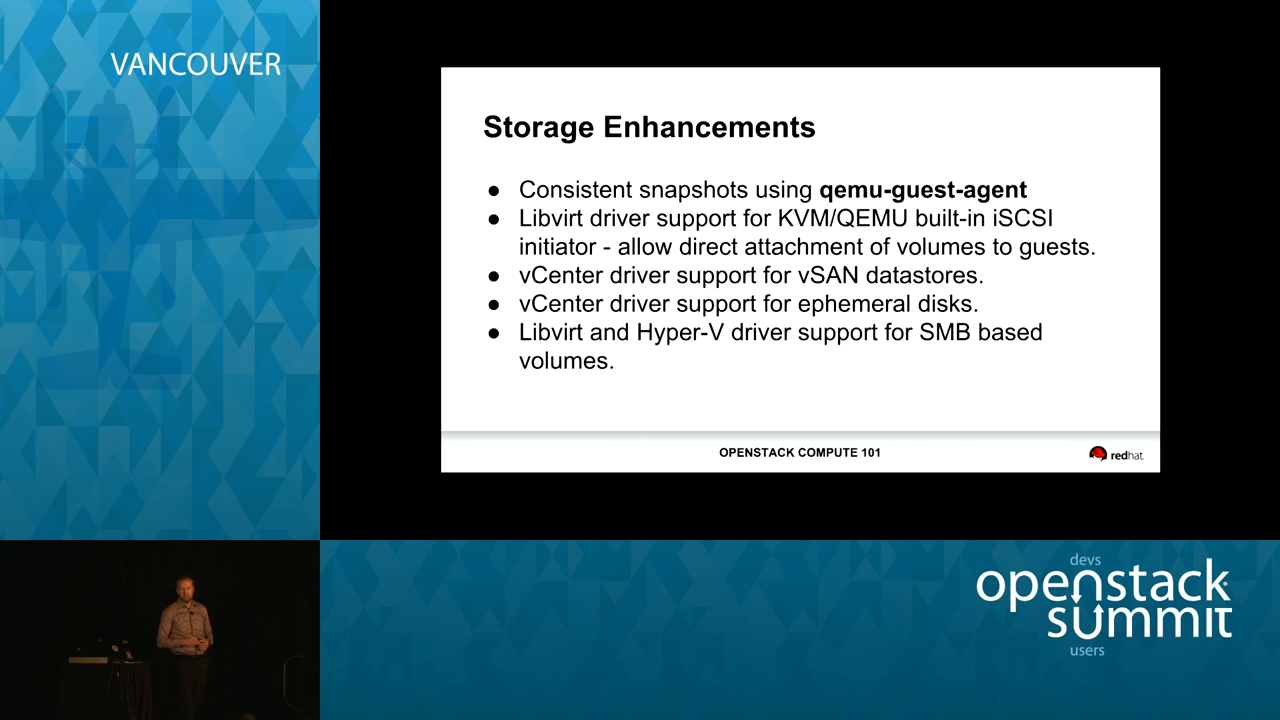 VANCOUVER
Storage Enhancements
● Consistent snapshots using qemu-guest-agent
● Libvirt driver support for KVM/QEMU built-in iSCSI
initiator - allow direct attachment of volumes to guests.
● vCenter driver support for vSAN datastores.
● vCenter driver support for ephemeral disks.
● Libvirt and Hyper-V driver support for SMB based
volumes.
OPENSTACK COMPUTE 101
redhat
devs
openstack
summit
users